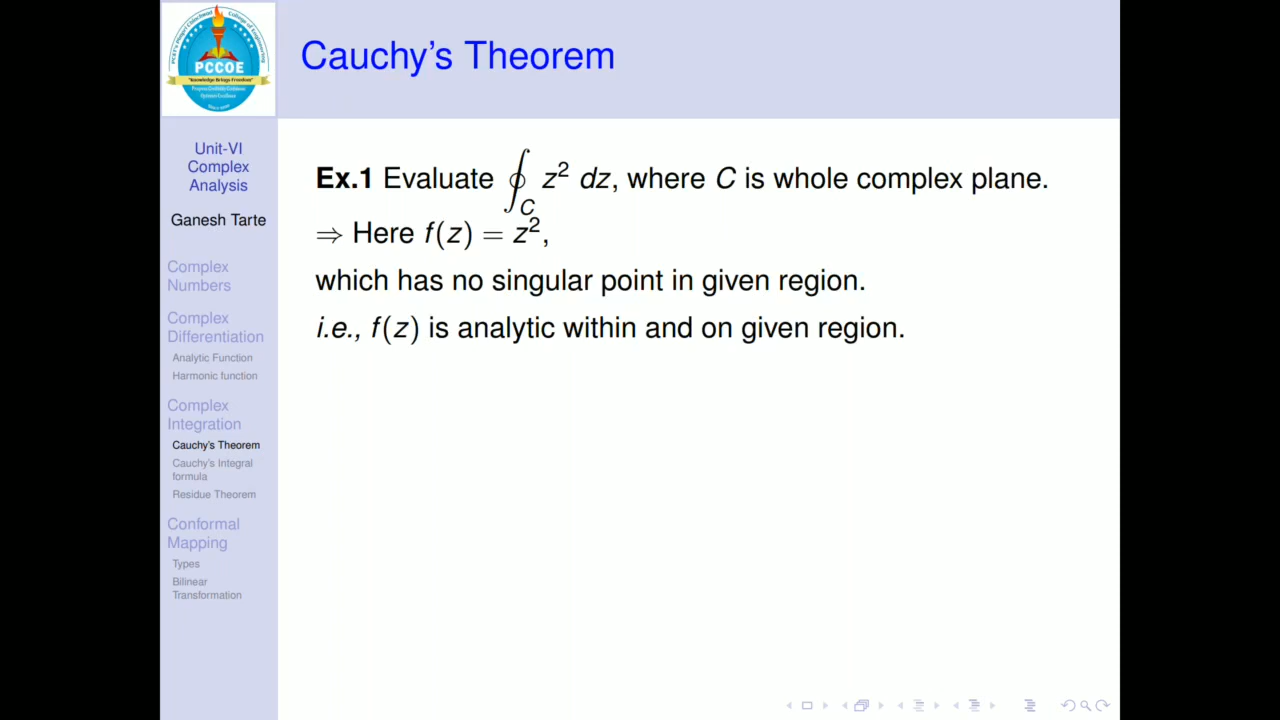 PCCOE
"Knowledge Brings Freedom"
Cauchy's Theorem
Unit-VI
Complex
Analysis
Ganesh Tarte
Complex
Numbers
Complex
Differentiation
Analytic Function
Harmonic function
Complex
Integration
Cauchy's Theorem
Cauchy's Integral
formula
Residue Theorem
Conformal
Mapping
Types
Bilinear
Transformation
Ex.1 Evaluate ∮_C z² dz, where C is whole complex plane.
⇒ Here f(z) = z²,
which has no singular point in given region.
i.e., f(z) is analytic within and on given region.